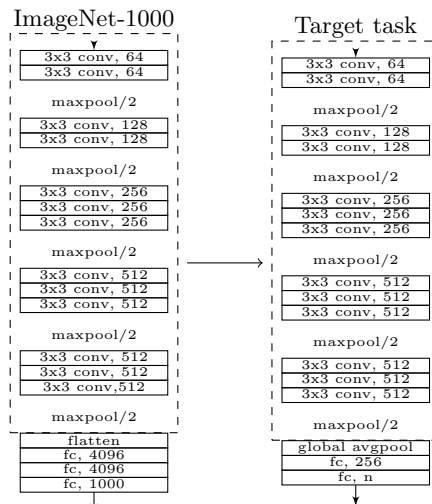 ImageNet-1000
3x3 conv, 64
3x3 conv, 64
maxpool/2
3x3 conv, 128
3x3 conv, 128
maxpool/2
3x3 conv, 256
3x3 conv, 256
3x3 conv, 256
maxpool/2
3x3 conv, 512
3x3 conv, 512
3x3 conv, 512
maxpool/2
3x3 conv, 512
3x3 conv, 512
3x3 conv,512
maxpool/2
flatten
fc, 4096
fc, 4096
fc, 1000
Target task
3x3 conv, 64
3x3 conv, 64
maxpool/2
3x3 conv, 128
3x3 conv, 128
maxpool/2
3x3 conv, 256
3x3 conv, 256
3x3 conv, 256
maxpool/2
3x3 conv, 512
3x3 conv, 512
3x3 conv, 512
maxpool/2
3x3 conv, 512
3x3 conv, 512
3x3 conv, 512
maxpool/2
global avgpool
fc, 256
fc, n